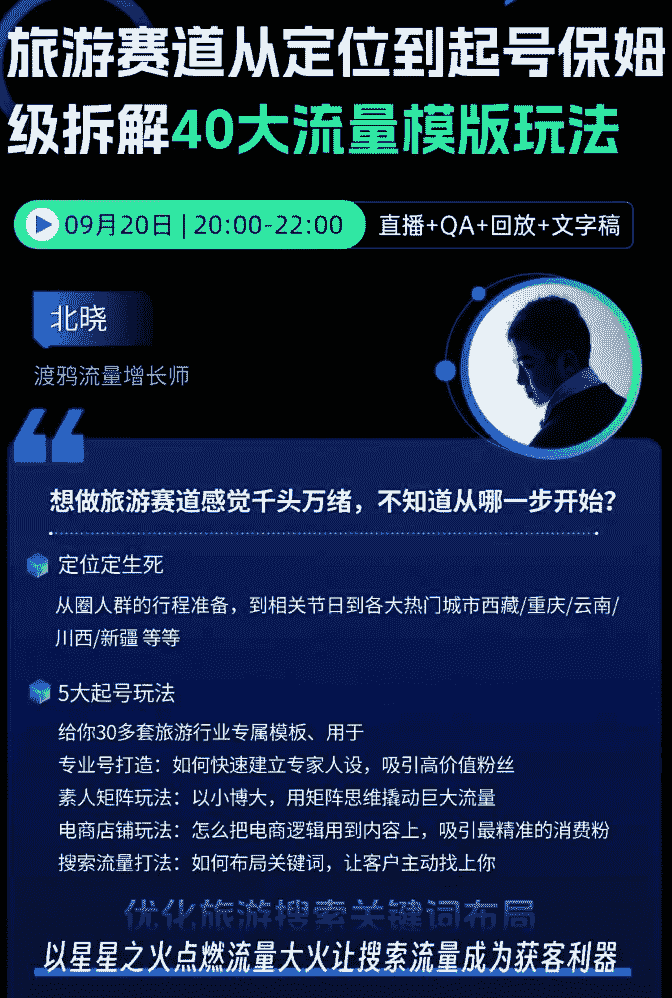 旅游赛道从定位到起号保姆
级拆解40大流量模版玩法
09月20日 | 20:00-22:00 直播+QA+回放+文字稿
北晓
渡鸦流量增长师
想做旅游赛道感觉千头万绪，不知道从哪一步开始？
定位定生死
从圈人群的行程准备，到相关节日到各大热门城市西藏/重庆/云南/
川西/新疆 等等
5大起号玩法
给你30多套旅游行业专属模板、用于
专业号打造：如何快速建立专家人设，吸引高价值粉丝
素人矩阵玩法：以小博大，用矩阵思维撬动巨大流量
电商店铺玩法：怎么把电商逻辑用到内容上，吸引最精准的消费粉
搜索流量打法：如何布局关键词，让客户主动找上你
优化旅游搜索关键词布局
以星星之火点燃流量大火让搜索流量成为获客利器